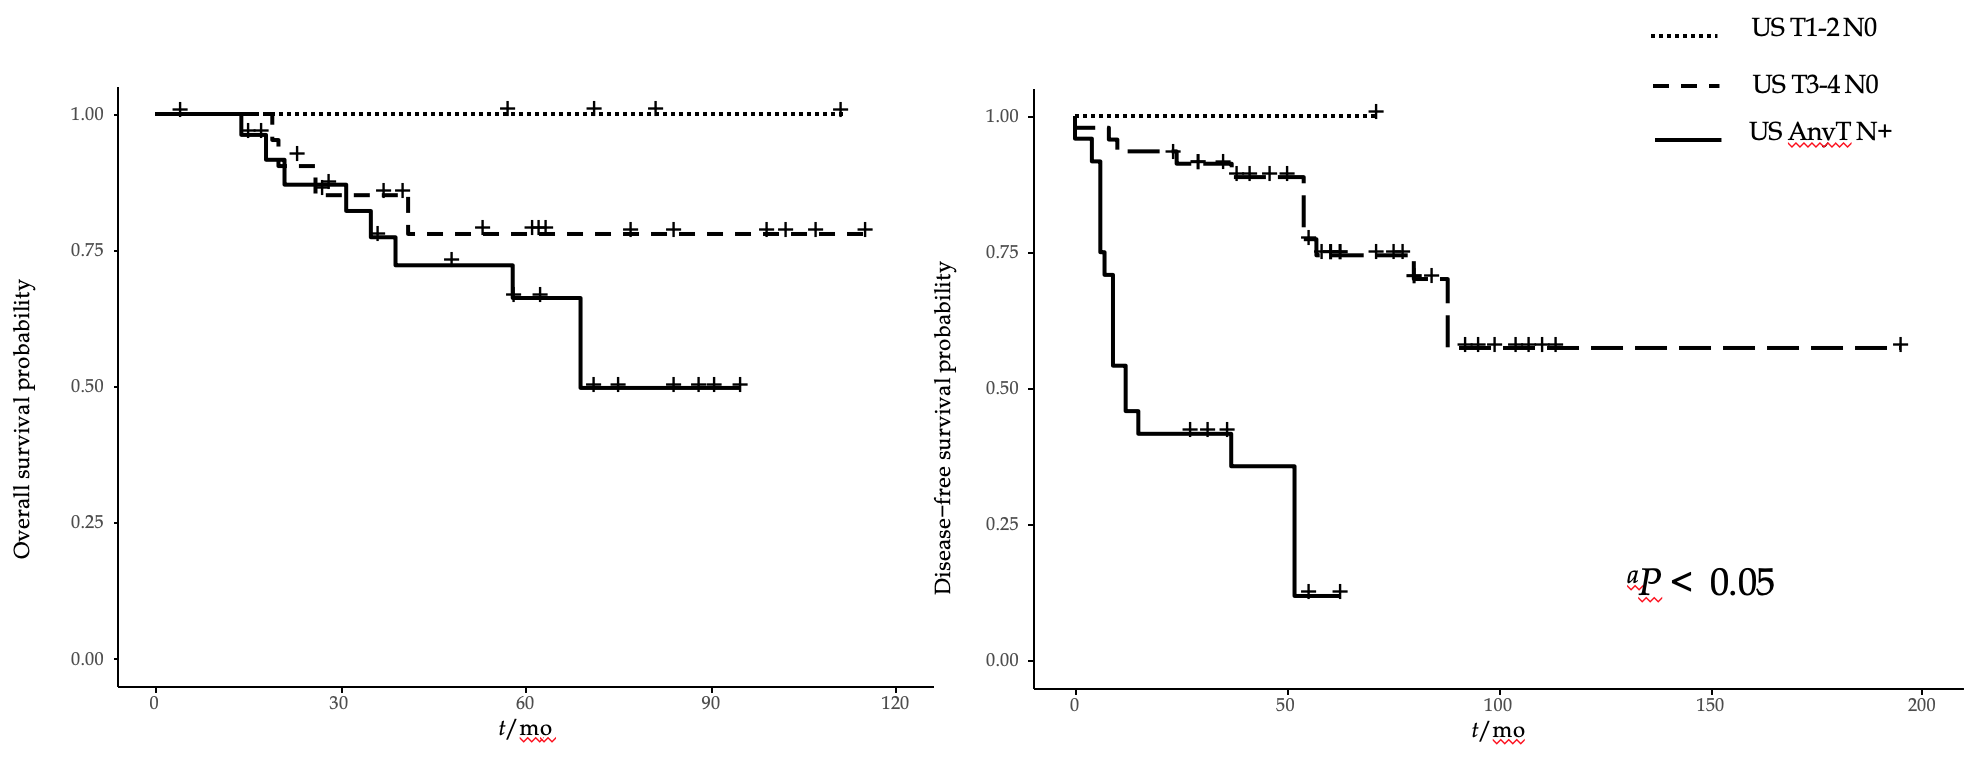 US T1-2 N0
US T3-4 N0
US AnvT N+
Overall survival probability
1.00
0.75
0.50
0.25
0.00
0 30 60 90 120
t/mo
Disease-free survival probability
1.00
0.75
0.50
0.25
0.00
0 50 100 150 200
t/mo
aP < 0.05